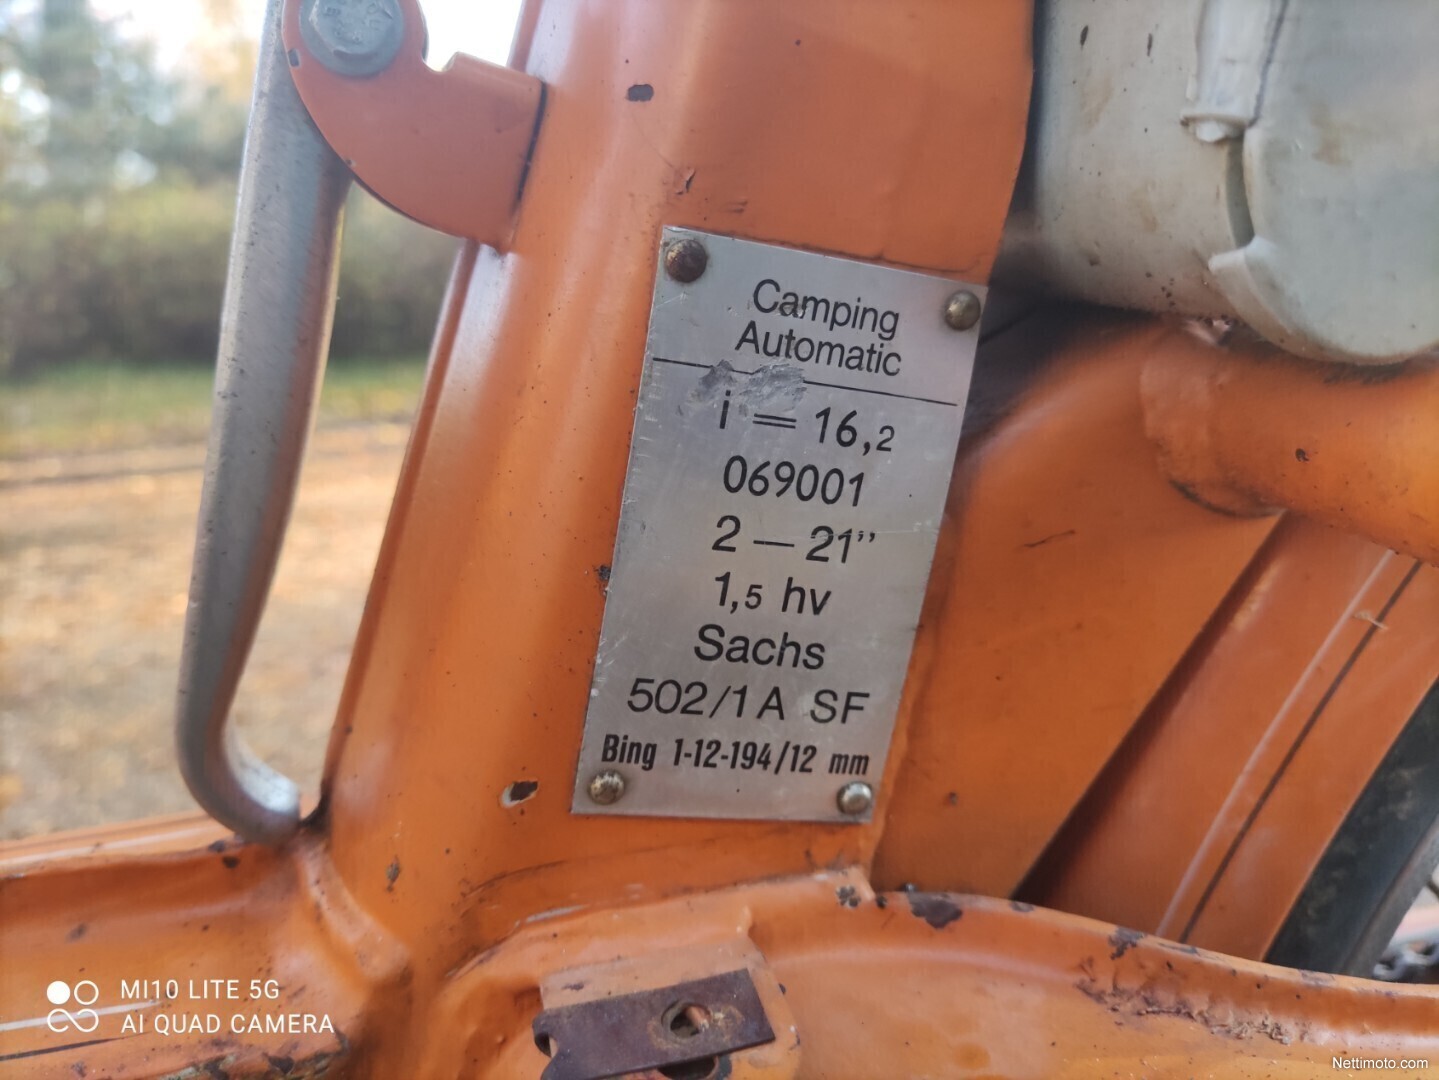 Camping
Automatic
i = 16,2
069001
2 — 21"
1,5 hv
Sachs
502/1 A SF
Bing 1-12-194/12 mm
MI10 LITE 5G
AI QUAD CAMERA
Nettimoto.com